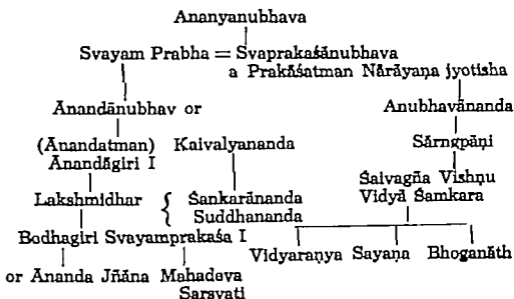 Ananyanubhava
Svayam Prabha = Svaprakaśānubhava
a Prakāśatman Nārāyaṇa jyotisha
Ānandānubhav or
Anubhavānanda
(Ānandatman) Kaivalyananda
Sārngpāṇi
Ānandāgiri I
Śaivagña Vishṇu
Lakshmidhar { Śankarānanda
Vidyā Śamkara
Suddhananda
Bodhagiri Svayamprakaśa I
Vidyaraṇya Sayaṇa Bhoganāth
or Ānanda Jñāna Mahadeva
Sarsvati